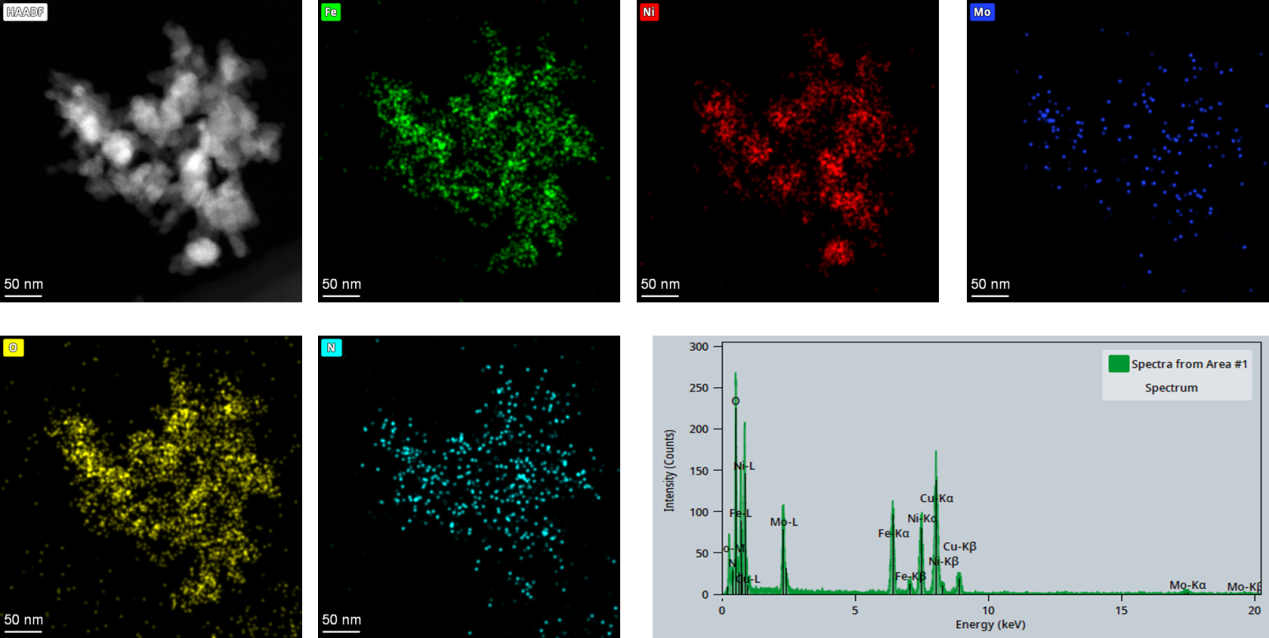 HAADF
50 nm
Fe
50 nm
Ni
50 nm
Mo
50 nm
O
50 nm
N
50 nm
300
250
200
150
100
50
0
Intensity (Counts)
Spectra from Area #1
Spectrum
Ni-L
Fe-L
o-M
N
Cu-L
Mo-L
Fe-Kα
Fe-Kβ
Ni-Kα
Cu-Kα
Cu-Kβ
Ni-Kβ
Mo-Kα
Mo-Kβ
0
5
10
15
20
Energy (keV)